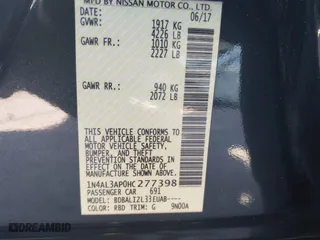 MFD BY NISSAN MOTOR CO., LTD.
DATE: 06/17
GVWR: 1917 KG
4226 LB
GAWR FR.: 1010 KG
2227 LB
GAWR RR.: 940 KG
2072 LB
THIS VEHICLE CONFORMS TO ALL
APPLICABLE FEDERAL MOTOR VEHICLE
SAFETY, BUMPER, AND THEFT
PREVENTION STANDARDS IN EFFECT
ON THE DATE OF MANUFACTURE
SHOWN ABOVE.
1N4AL3AP0HC277398
PASSENGER CAR 691
MODEL:
COLOR: RBD TRIM: G 9N00A
DREAMBID